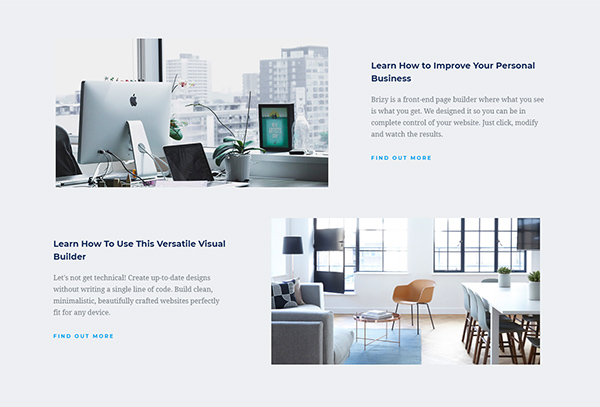 Learn How to Improve Your Personal
Business
Brizy is a front-end page builder where what you see
is what you get. We designed it so you can be in
complete control of your website. Just click, modify
and watch the results.
FIND OUT MORE
Learn How To Use This Versatile Visual
Builder
Let's not get technical! Create up-to-date designs
without writing a single line of code. Build clean,
minimalistic, beautifully crafted websites perfectly
fit for any device.
FIND OUT MORE